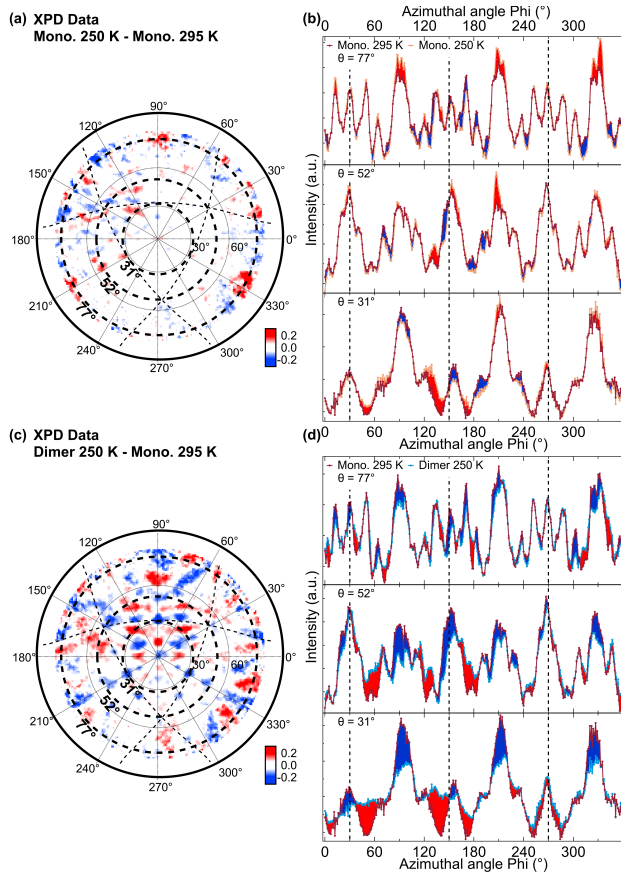 (a) XPD Data
Mono. 250 K - Mono. 295 K
90°
120° 60°
150° 30°
180° 0°
30° 60°
31°
52°
77°
210° 330°
240° 300°
270°
0.2
0.0
-0.2
(b) Azimuthal angle Phi (°)
0 60 120 180 240 300
Mono. 295 K Mono. 250 K
θ = 77°
θ = 52°
θ = 31°
Intensity (a.u.)
0 60 120 180 240 300
Azimuthal angle Phi (°)
(c) XPD Data
Dimer 250 K - Mono. 295 K
90°
120° 60°
150° 30°
180° 0°
30° 60°
31°
52°
77°
210° 330°
240° 300°
270°
0.2
0.0
-0.2
(d)
Mono. 295 K Dimer 250 K
θ = 77°
θ = 52°
θ = 31°
Intensity (a.u.)
0 60 120 180 240 300
Azimuthal angle Phi (°)